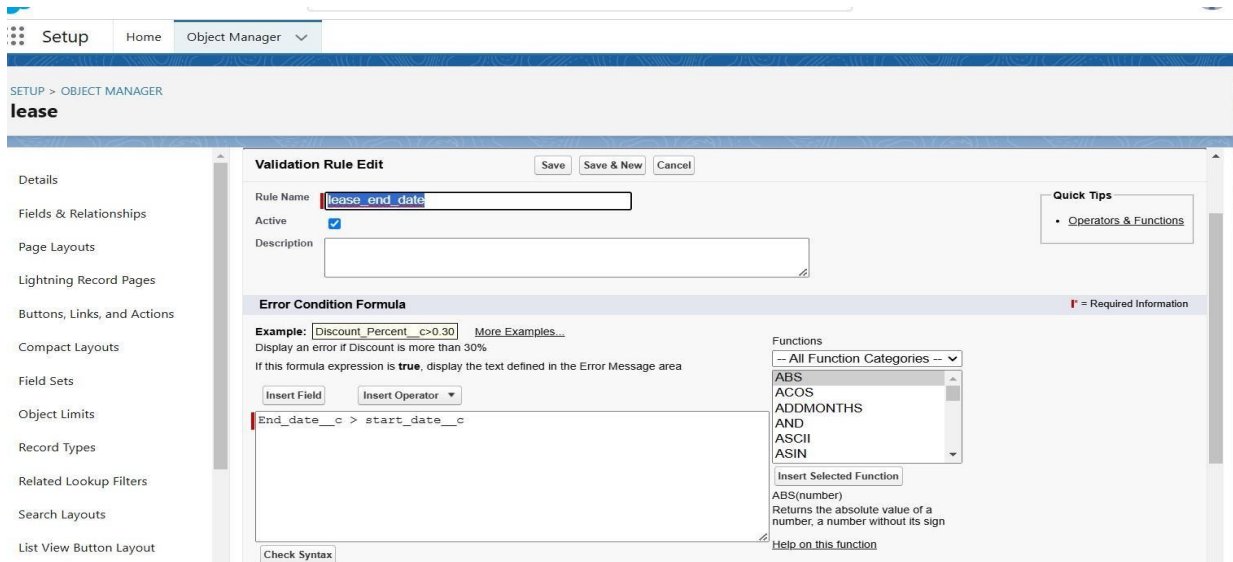 Setup Home Object Manager
SETUP > OBJECT MANAGER
lease
Details
Fields & Relationships
Page Layouts
Lightning Record Pages
Buttons, Links, and Actions
Compact Layouts
Field Sets
Object Limits
Record Types
Related Lookup Filters
Search Layouts
List View Button Layout
Validation Rule Edit Save Save & New Cancel
Rule Name lease_end_date
Active
Description
Quick Tips
• Operators & Functions
Error Condition Formula = Required Information
Example: Discount_Percent__c>0.30 More Examples...
Display an error if Discount is more than 30%
If this formula expression is true, display the text defined in the Error Message area
Insert Field Insert Operator ▼
End_date__c > start_date__c
Check Syntax
Functions
-- All Function Categories --
ABS
ACOS
ADDMONTHS
AND
ASCII
ASIN
Insert Selected Function
ABS(number)
Returns the absolute value of a
number, a number without its sign
Help on this function